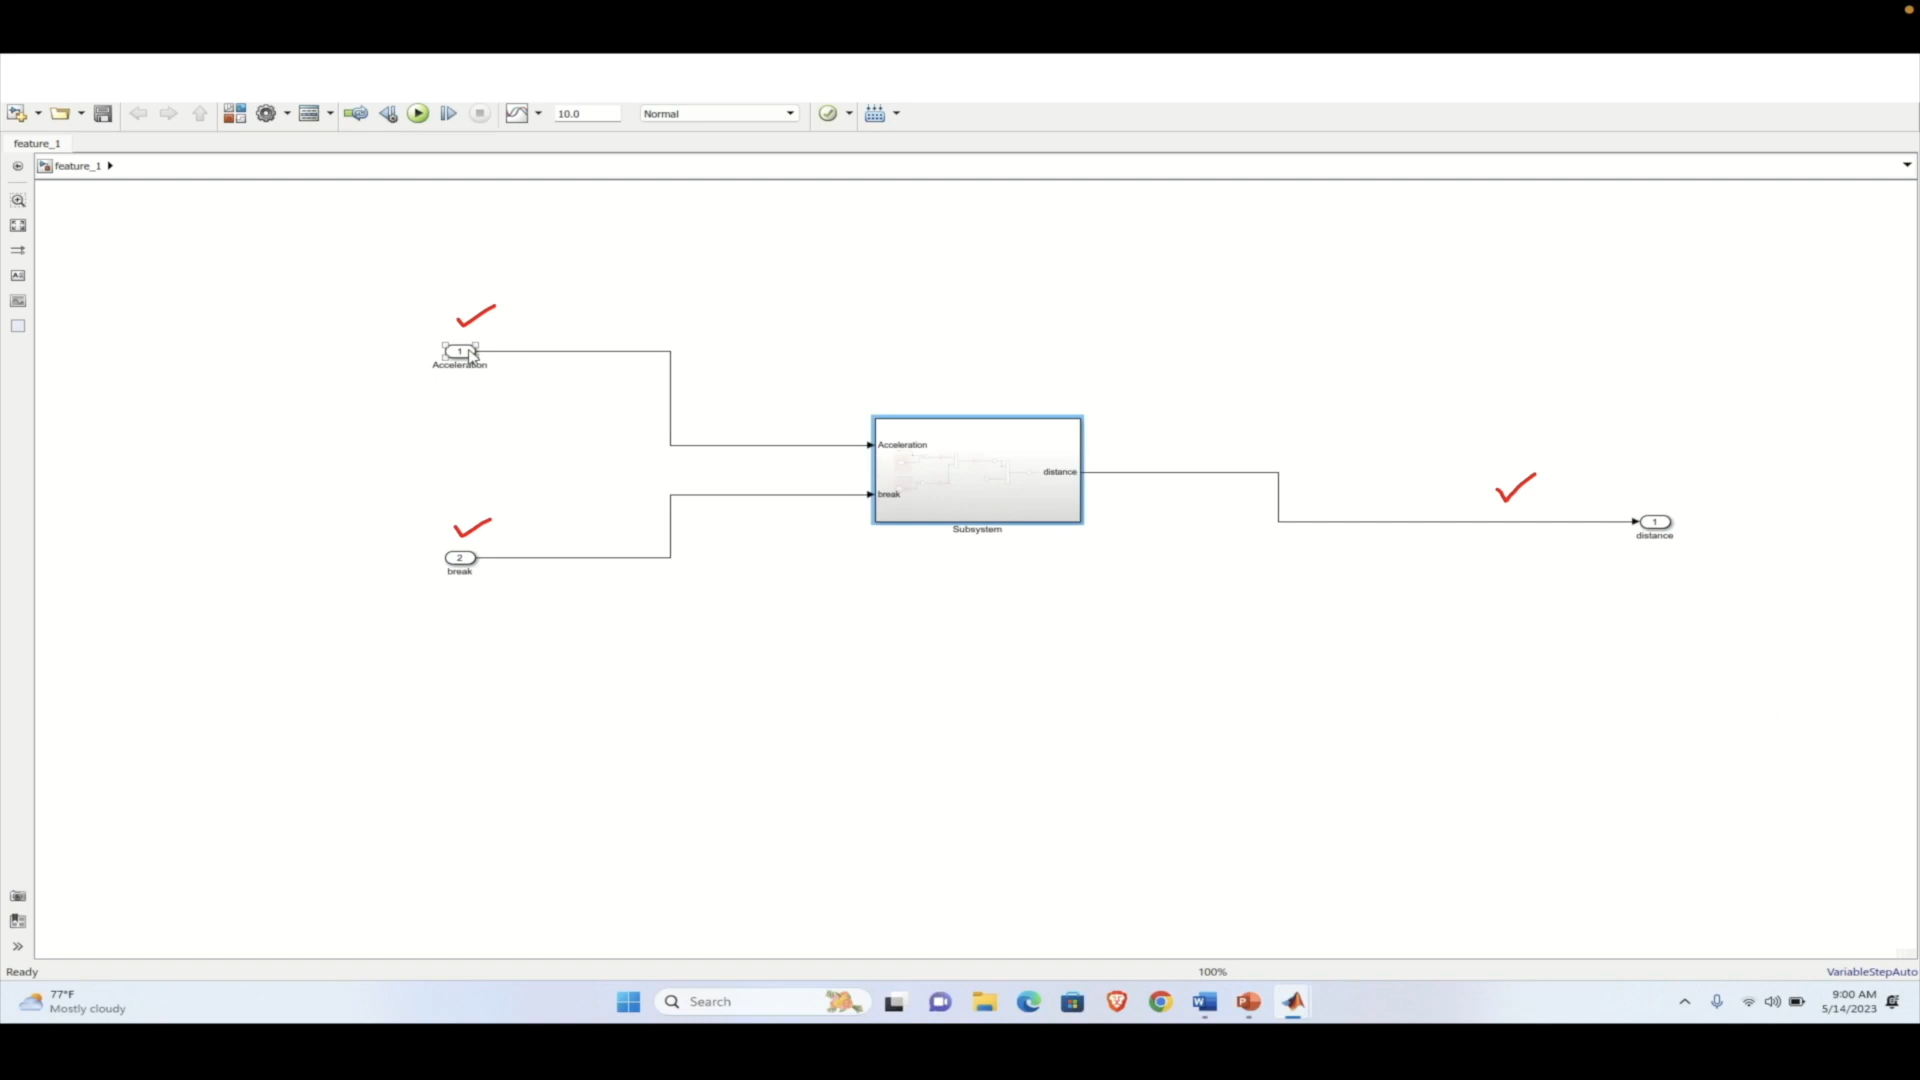 10.0
Normal
feature_1
feature_1
1
Acceleration
Acceleration
distance
break
Subsystem
1
distance
2
break
Ready
100%
VariableStepAuto
77°F
Mostly cloudy
Search
9:00 AM
5/14/2023